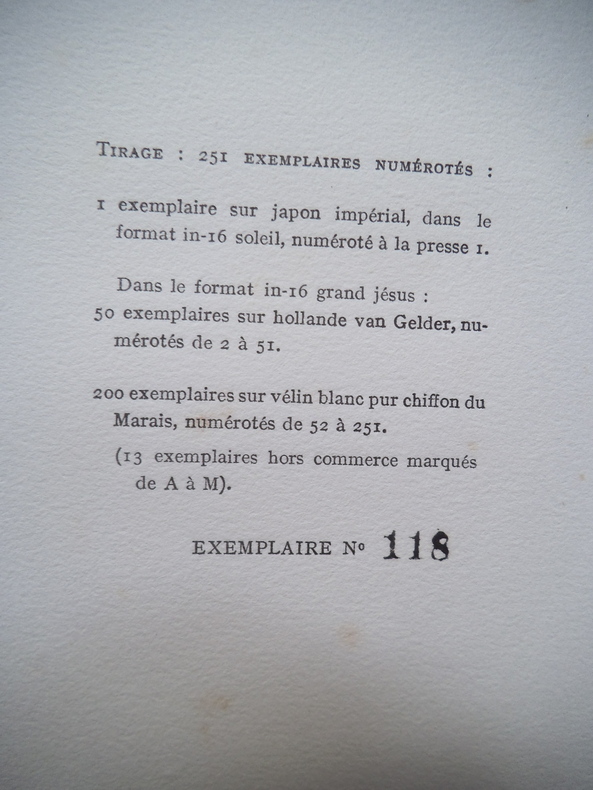 TIRAGE : 251 EXEMPLAIRES NUMÉROTÉS :
1 exemplaire sur japon impérial, dans le
format in-16 soleil, numéroté à la presse 1.
Dans le format in-16 grand jésus :
50 exemplaires sur hollande van Gelder, nu-
mérotés de 2 à 51.
200 exemplaires sur vélin blanc pur chiffon du
Marais, numérotés de 52 à 251.
(13 exemplaires hors commerce marqués
de A à M).
EXEMPLAIRE Nº 118